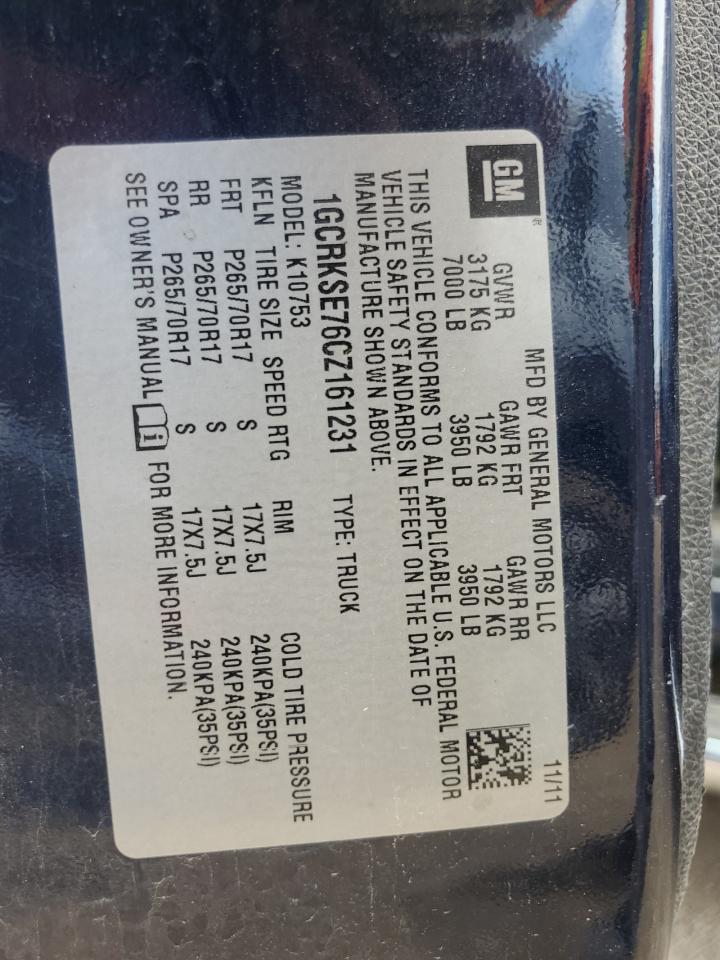 GM®
MFD BY GENERAL MOTORS LLC 11/11
GVWR GAWR FRT GAWR RR
3175 KG 1792 KG 1792 KG
7000 LB 3950 LB 3950 LB
THIS VEHICLE CONFORMS TO ALL APPLICABLE U.S. FEDERAL MOTOR
VEHICLE SAFETY STANDARDS IN EFFECT ON THE DATE OF
MANUFACTURE SHOWN ABOVE.
1GCRKSE76CZ161231 TYPE: TRUCK
MODEL: K10753
KFLN TIRE SIZE SPEED RTG RIM COLD TIRE PRESSURE
FRT P265/70R17 S 17X7.5J 240KPA(35PSI)
RR P265/70R17 S 17X7.5J 240KPA(35PSI)
SPA P265/70R17 S 17X7.5J 240KPA(35PSI)
SEE OWNER'S MANUAL i FOR MORE INFORMATION.